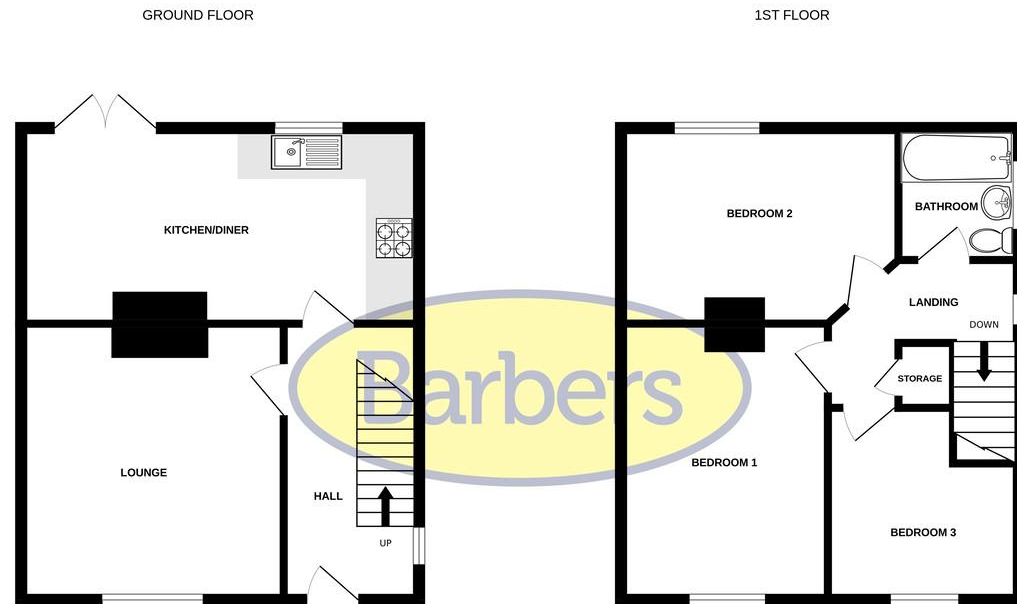 GROUND FLOOR
1ST FLOOR
KITCHEN/DINER
LOUNGE
HALL
UP
Barbers
BEDROOM 2
BATHROOM
LANDING
DOWN
STORAGE
BEDROOM 1
BEDROOM 3